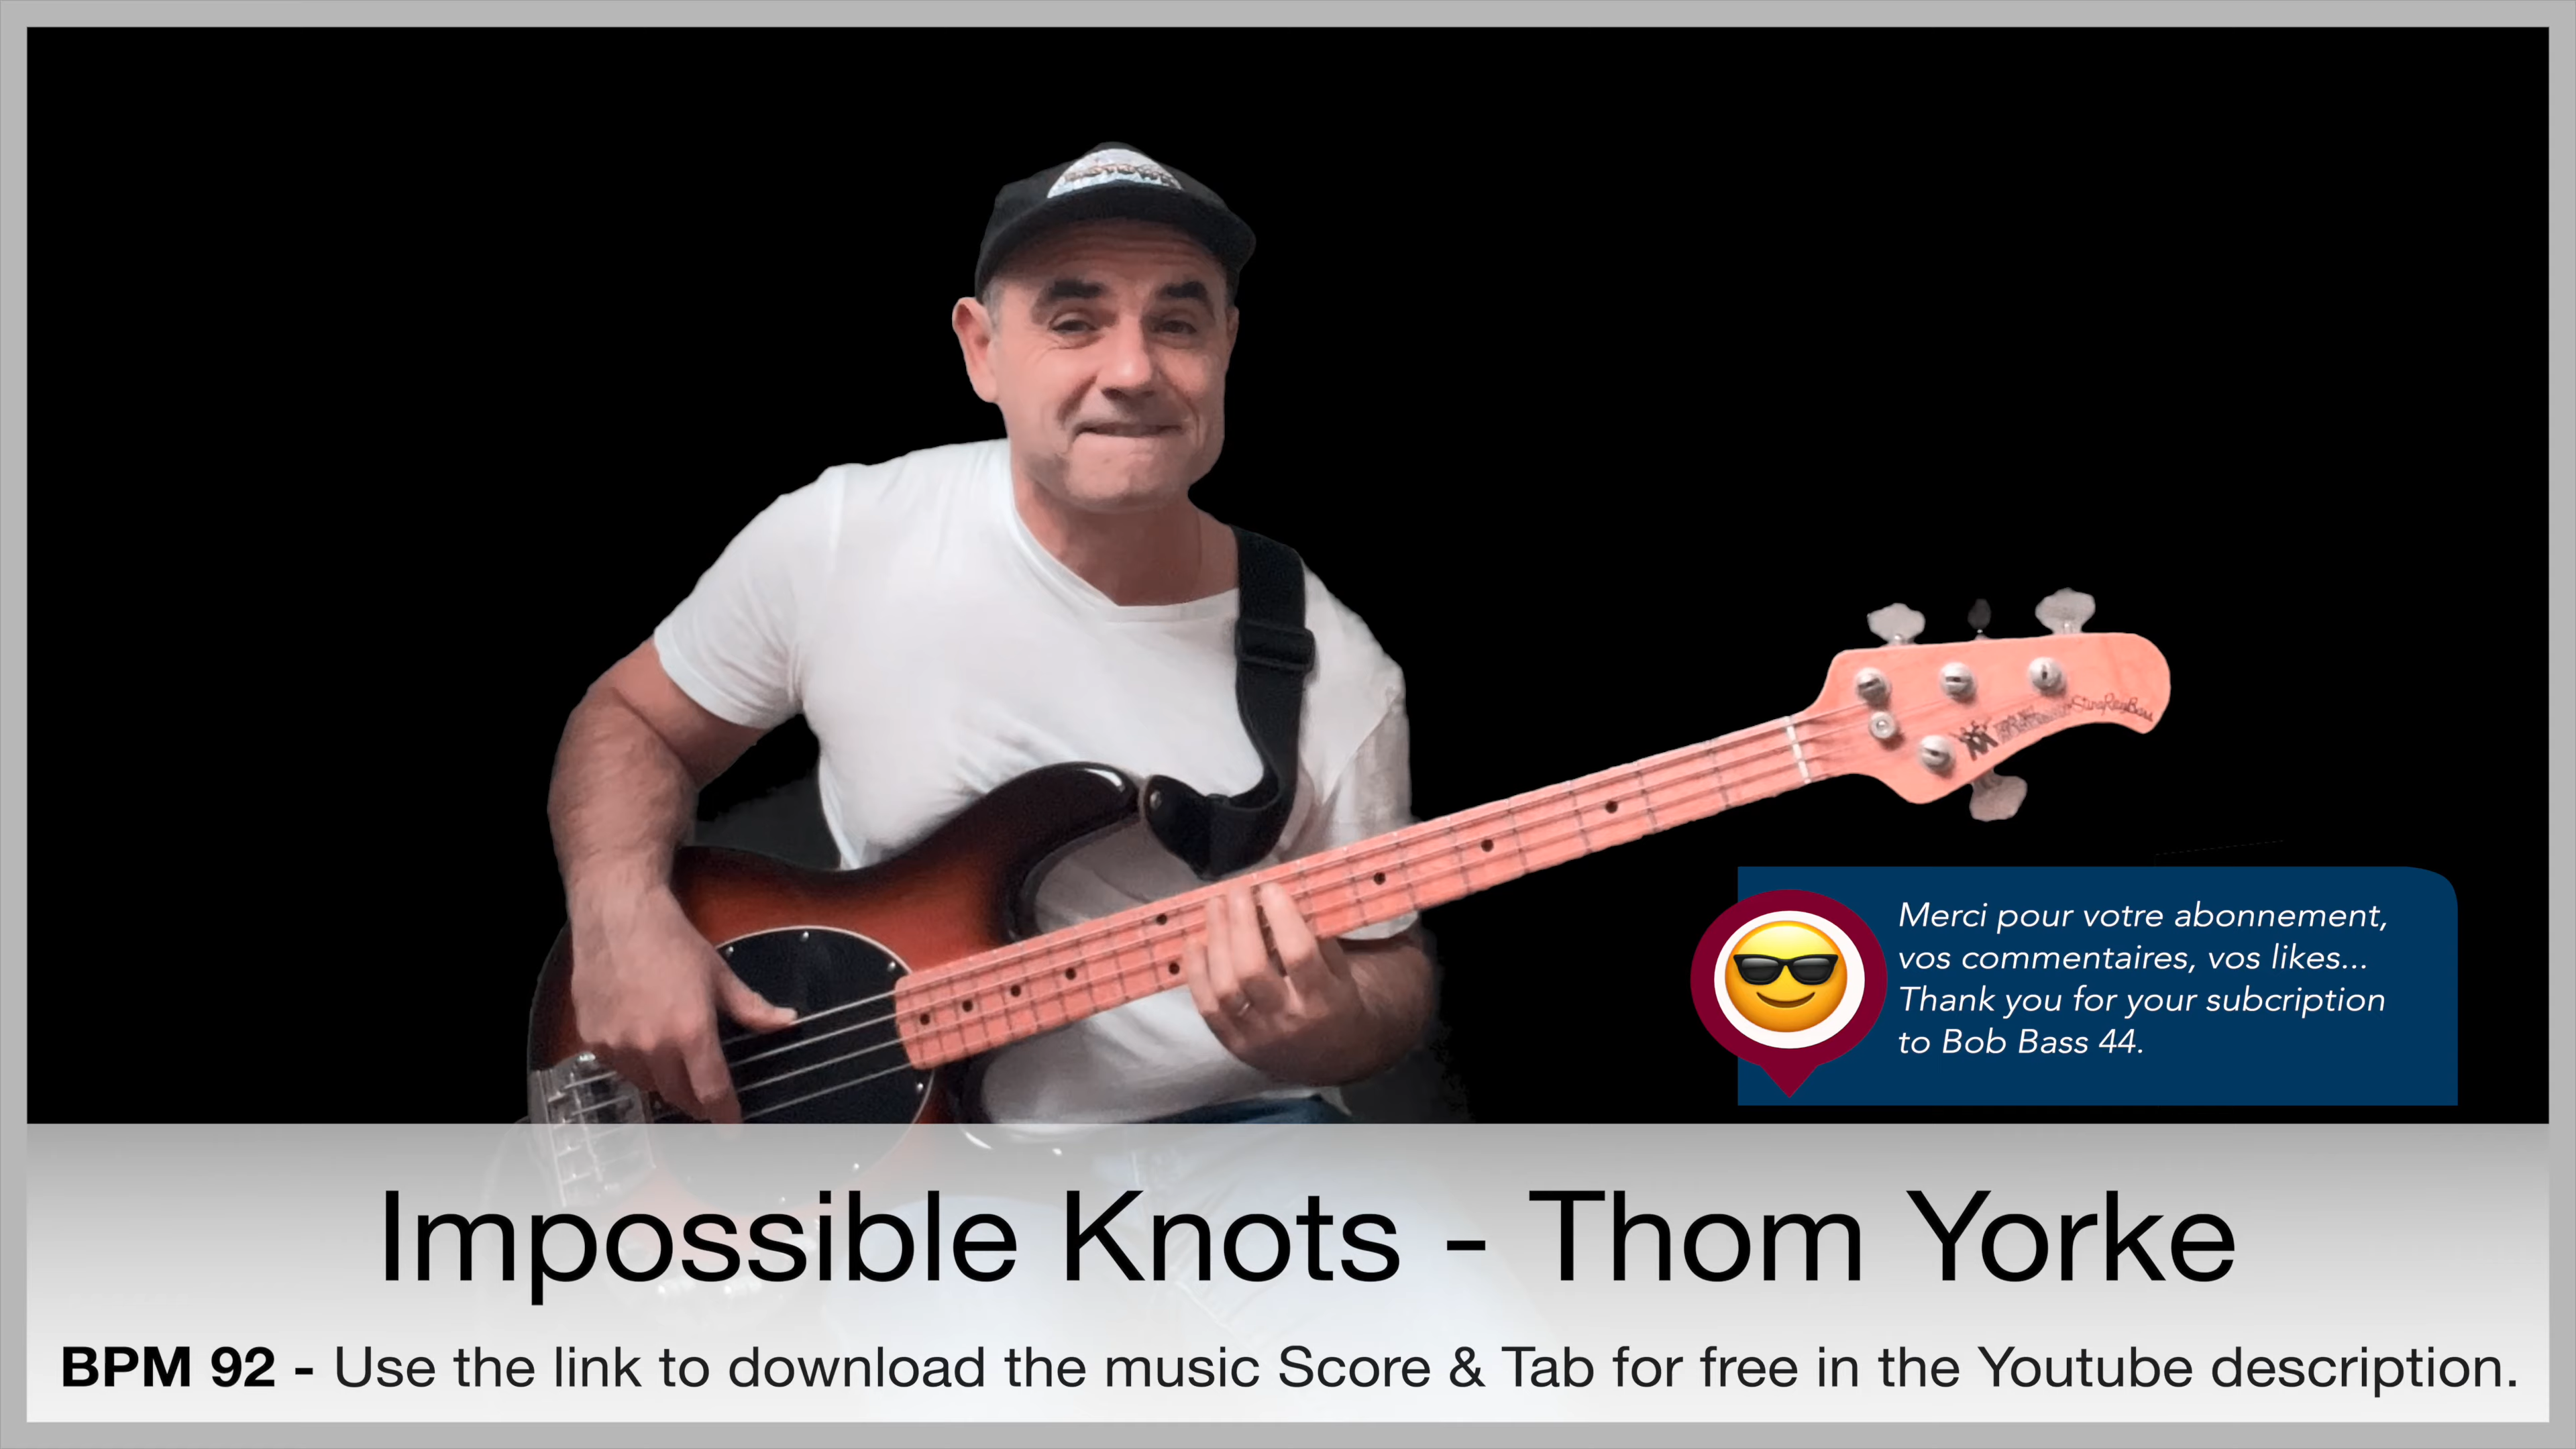 StingRay Bass
Merci pour votre abonnement,
vos commentaires, vos likes...
Thank you for your subcription
to Bob Bass 44.
Impossible Knots - Thom Yorke
BPM 92 - Use the link to download the music Score & Tab for free in the Youtube description.